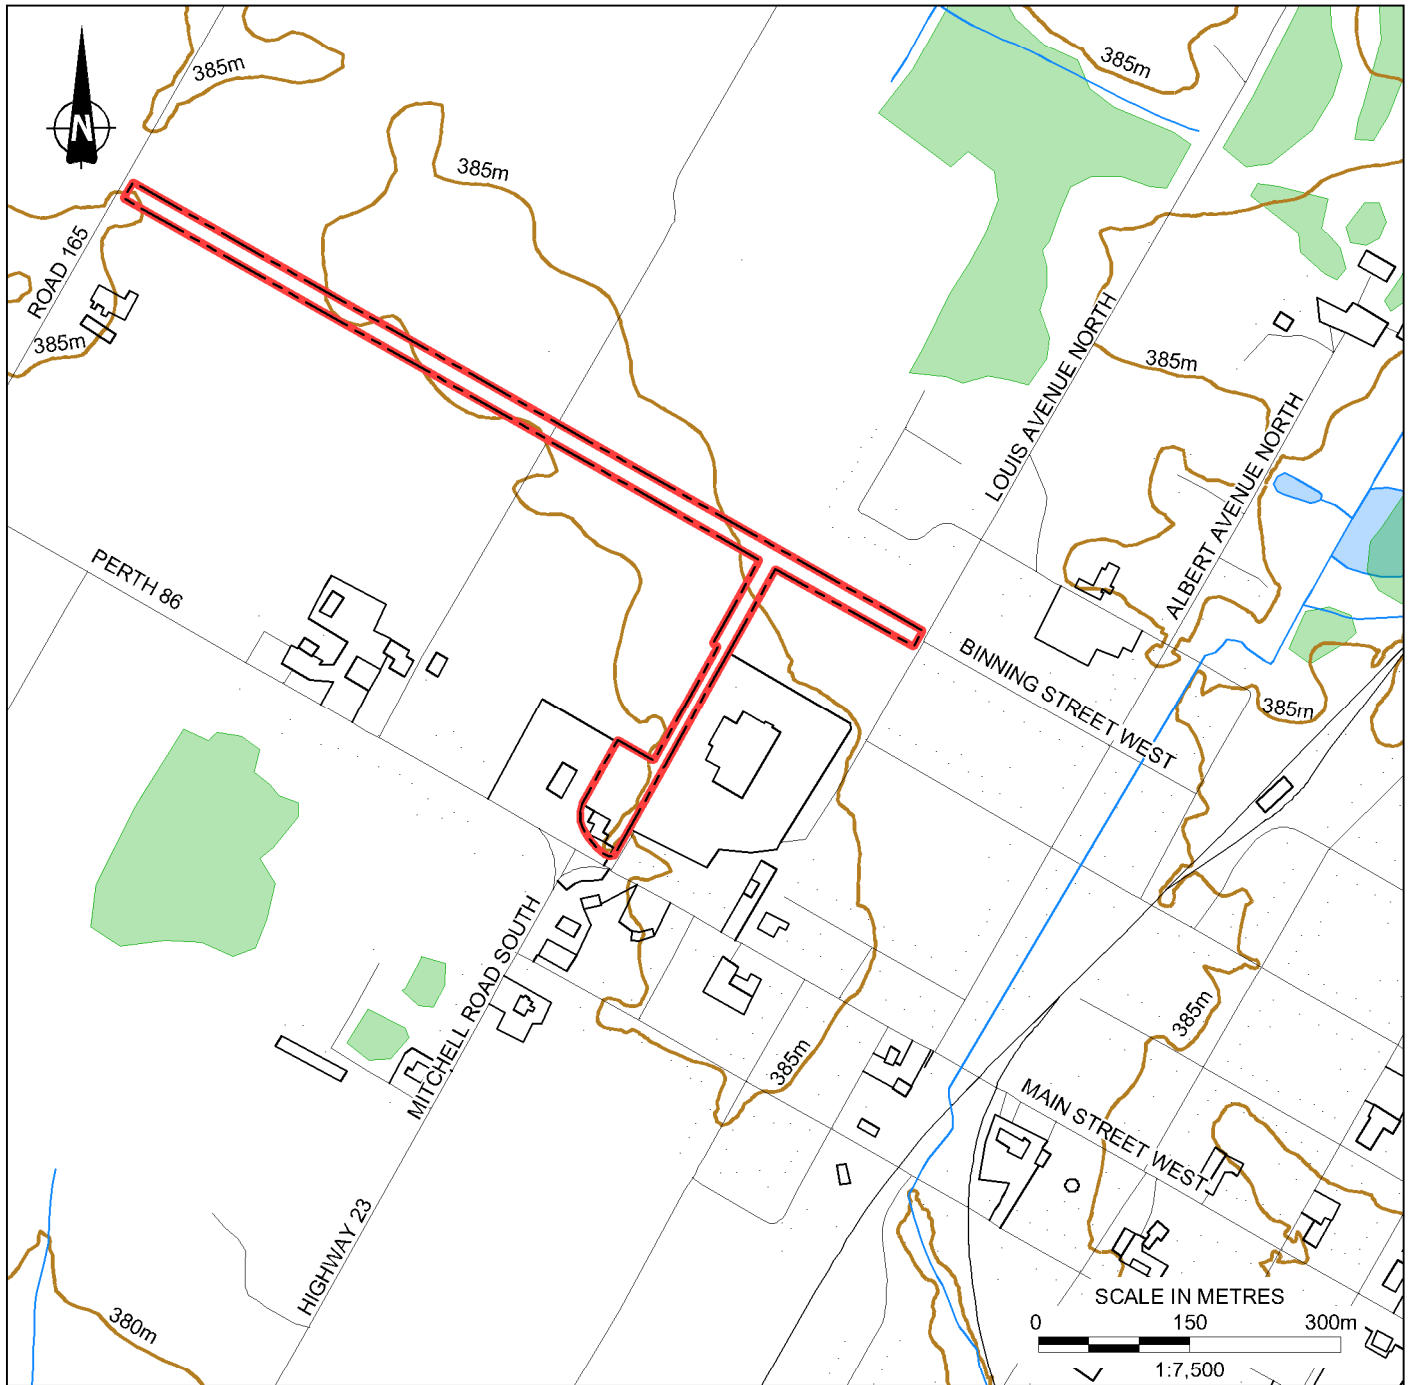 385m
385m
N
385m
ROAD 165
385m
LOUIS AVENUE NORTH
385m
ALBERT AVENUE NORTH
PERTH 86
BINNING STREET WEST
385m
MITCHELL ROAD SOUTH
385m
385m
MAIN STREET WEST
HIGHWAY 23
380m
SCALE IN METRES
0 150 300m
1:7,500